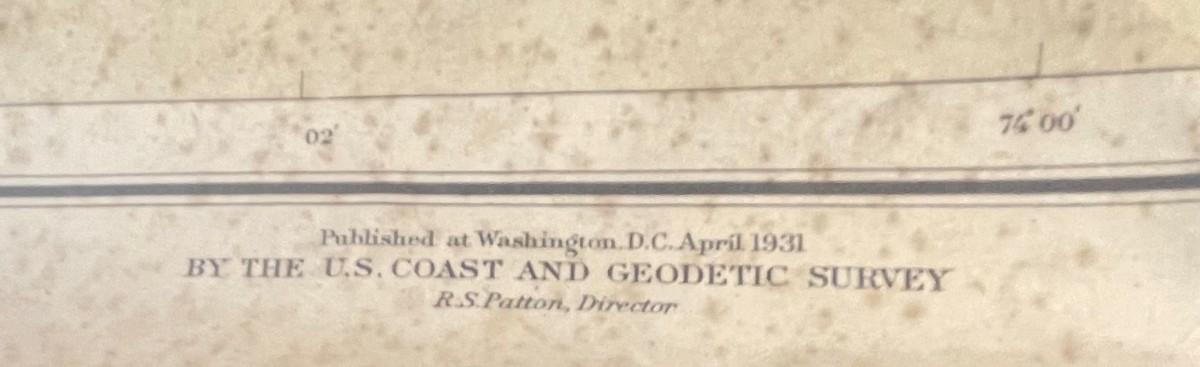 02'
74° 00'
Published at Washington, D.C. April 1931
BY THE U.S. COAST AND GEODETIC SURVEY
R.S. Patton, Director